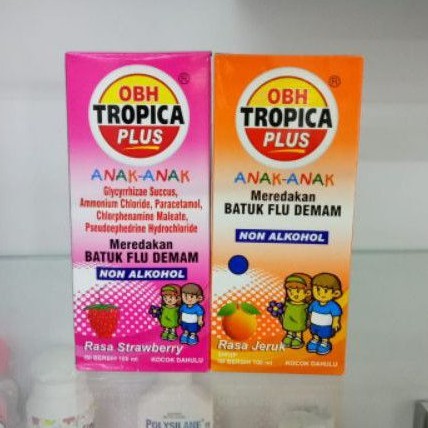 OBH
TROPICA
PLUS
®
ANAK-ANAK
Glycyrrhizae Succus,
Ammonium Chloride, Paracetamol,
Chlorphenamine Maleate,
Pseudoephedrine Hydrochloride
Meredakan
BATUK FLU DEMAM
NON ALKOHOL
Rasa Strawberry
KOCOK DAHULU
OBH
TROPICA
PLUS
®
ANAK-ANAK
Meredakan
BATUK FLU DEMAM
NON ALKOHOL
Rasa Jeruk
KOCOK DAHULU
POLYSILANE